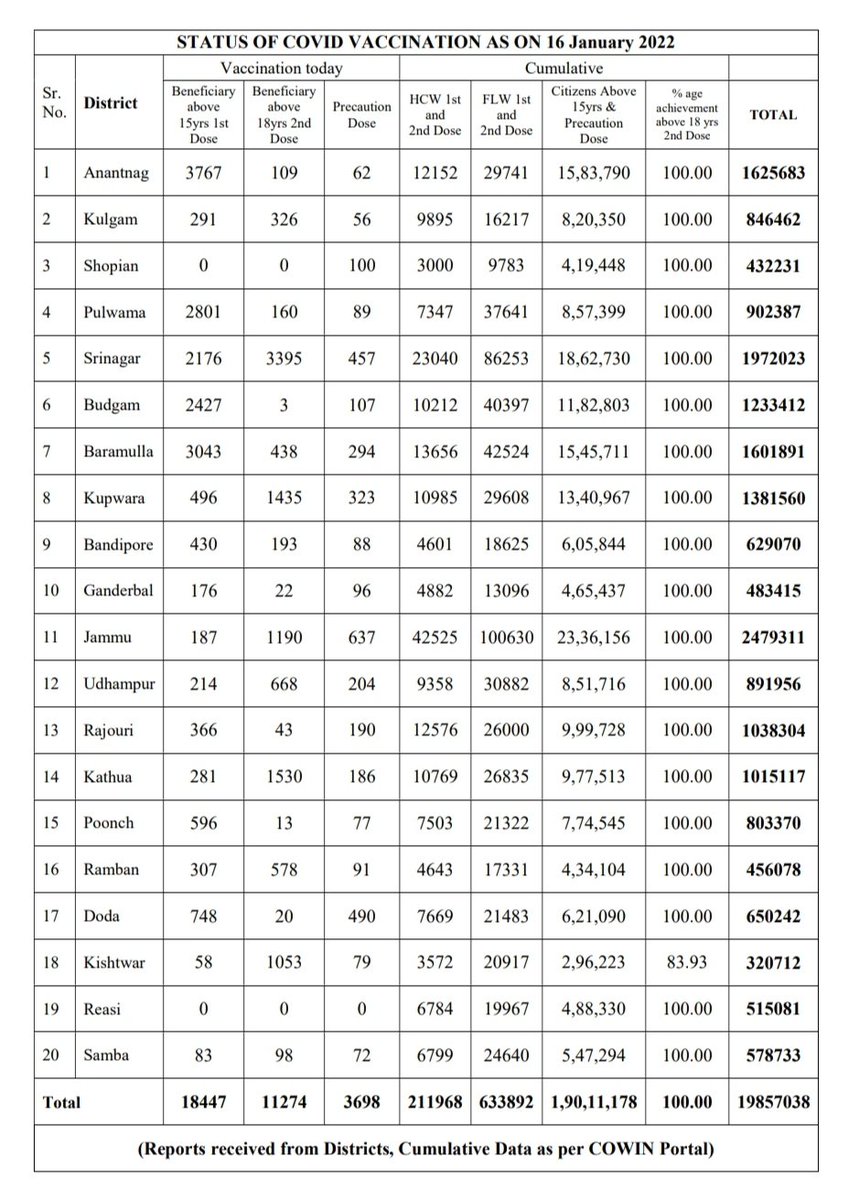 STATUS OF COVID VACCINATION AS ON 16 January 2022
Sr. No. District Vaccination today Cumulative
Beneficiary above 15yrs 1st Dose Beneficiary above 18yrs 2nd Dose Precaution Dose HCW 1st and 2nd Dose FLW 1st and 2nd Dose Citizens Above 15yrs & Precaution Dose % age achievement above 18 yrs 2nd Dose TOTAL
1 Anantnag 3767 109 62 12152 29741 15,83,790 100.00 1625683
2 Kulgam 291 326 56 9895 16217 8,20,350 100.00 846462
3 Shopian 0 0 100 3000 9783 4,19,448 100.00 432231
4 Pulwama 2801 160 89 7347 37641 8,57,399 100.00 902387
5 Srinagar 2176 3395 457 23040 86253 18,62,730 100.00 1972023
6 Budgam 2427 3 107 10212 40397 11,82,803 100.00 1233412
7 Baramulla 3043 438 294 13656 42524 15,45,711 100.00 1601891
8 Kupwara 496 1435 323 10985 29608 13,40,967 100.00 1381560
9 Bandipore 430 193 88 4601 18625 6,05,844 100.00 629070
10 Ganderbal 176 22 96 4882 13096 4,65,437 100.00 483415
11 Jammu 187 1190 637 42525 100630 23,36,156 100.00 2479311
12 Udhampur 214 668 204 9358 30882 8,51,716 100.00 891956
13 Rajouri 366 43 190 12576 26000 9,99,728 100.00 1038304
14 Kathua 281 1530 186 10769 26835 9,77,513 100.00 1015117
15 Poonch 596 13 77 7503 21322 7,74,545 100.00 803370
16 Ramban 307 578 91 4643 17331 4,34,104 100.00 456078
17 Doda 748 20 490 7669 21483 6,21,090 100.00 650242
18 Kishtwar 58 1053 79 3572 20917 2,96,223 83.93 320712
19 Reasi 0 0 0 6784 19967 4,88,330 100.00 515081
20 Samba 83 98 72 6799 24640 5,47,294 100.00 578733
Total 18447 11274 3698 211968 633892 1,90,11,178 100.00 19857038
(Reports received from Districts, Cumulative Data as per COWIN Portal)